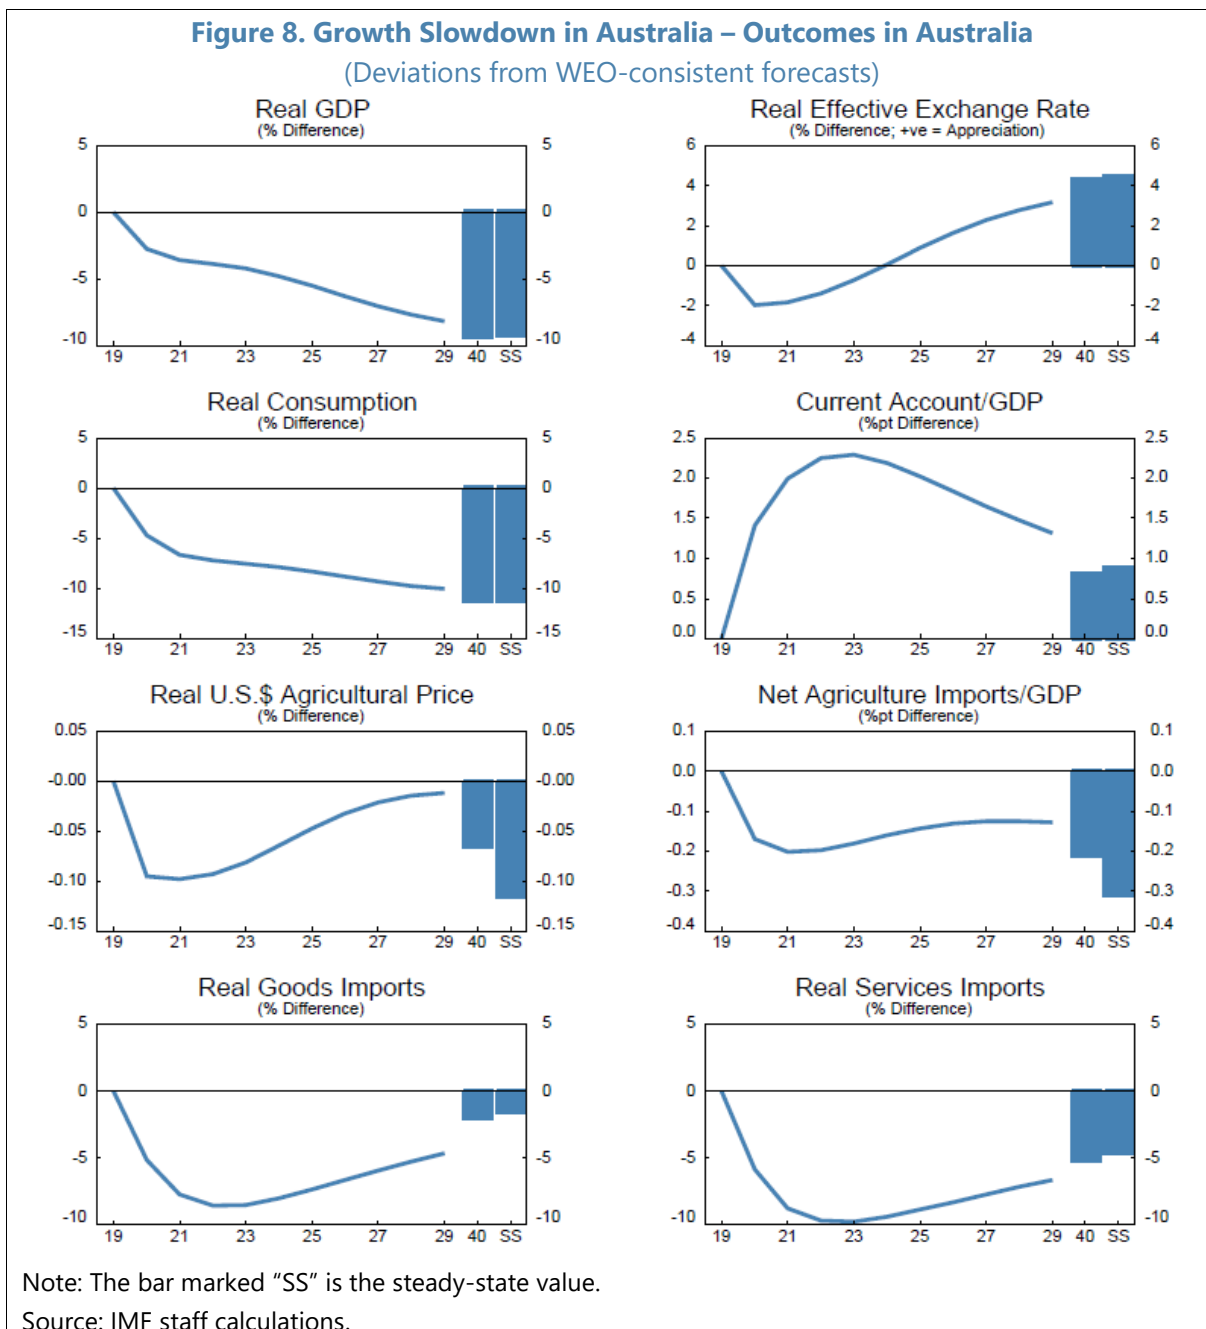 Figure 8. Growth Slowdown in Australia – Outcomes in Australia
(Deviations from WEO-consistent forecasts)
Real GDP
(% Difference)
5 5
0 0
-5 -5
-10 -10
19 21 23 25 27 29 40 SS
Real Effective Exchange Rate
(% Difference; +ve = Appreciation)
6 6
4 4
2 2
0 0
-2 -2
-4 -4
19 21 23 25 27 29 40 SS
Real Consumption
(% Difference)
5 5
0 0
-5 -5
-10 -10
-15 -15
19 21 23 25 27 29 40 SS
Current Account/GDP
(%pt Difference)
2.5 2.5
2.0 2.0
1.5 1.5
1.0 1.0
0.5 0.5
0.0 0.0
19 21 23 25 27 29 40 SS
Real U.S.$ Agricultural Price
(% Difference)
0.05 0.05
-0.00 -0.00
-0.05 -0.05
-0.10 -0.10
-0.15 -0.15
19 21 23 25 27 29 40 SS
Net Agriculture Imports/GDP
(%pt Difference)
0.1 0.1
0.0 0.0
-0.1 -0.1
-0.2 -0.2
-0.3 -0.3
-0.4 -0.4
19 21 23 25 27 29 40 SS
Real Goods Imports
(% Difference)
5 5
0 0
-5 -5
-10 -10
19 21 23 25 27 29 40 SS
Real Services Imports
(% Difference)
5 5
0 0
-5 -5
-10 -10
19 21 23 25 27 29 40 SS
Note: The bar marked “SS” is the steady-state value.
Source: IMF staff calculations.